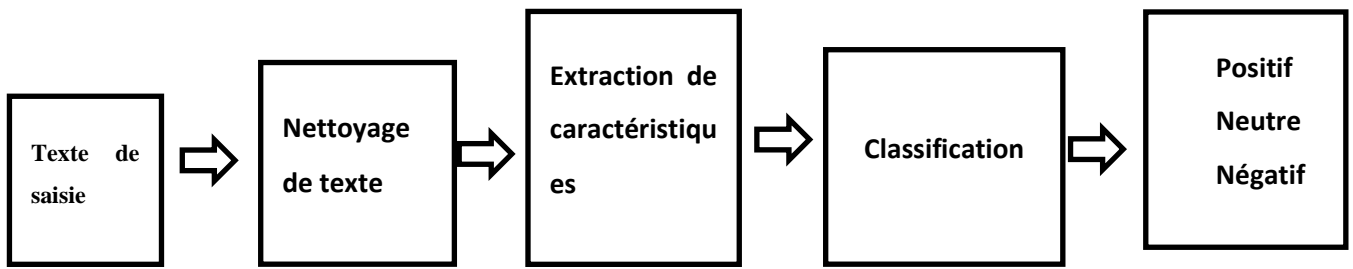 Texte de
saisie
Nettoyage
de texte
Extraction de
caractéristiqu
es
Classification
Positif
Neutre
Négatif